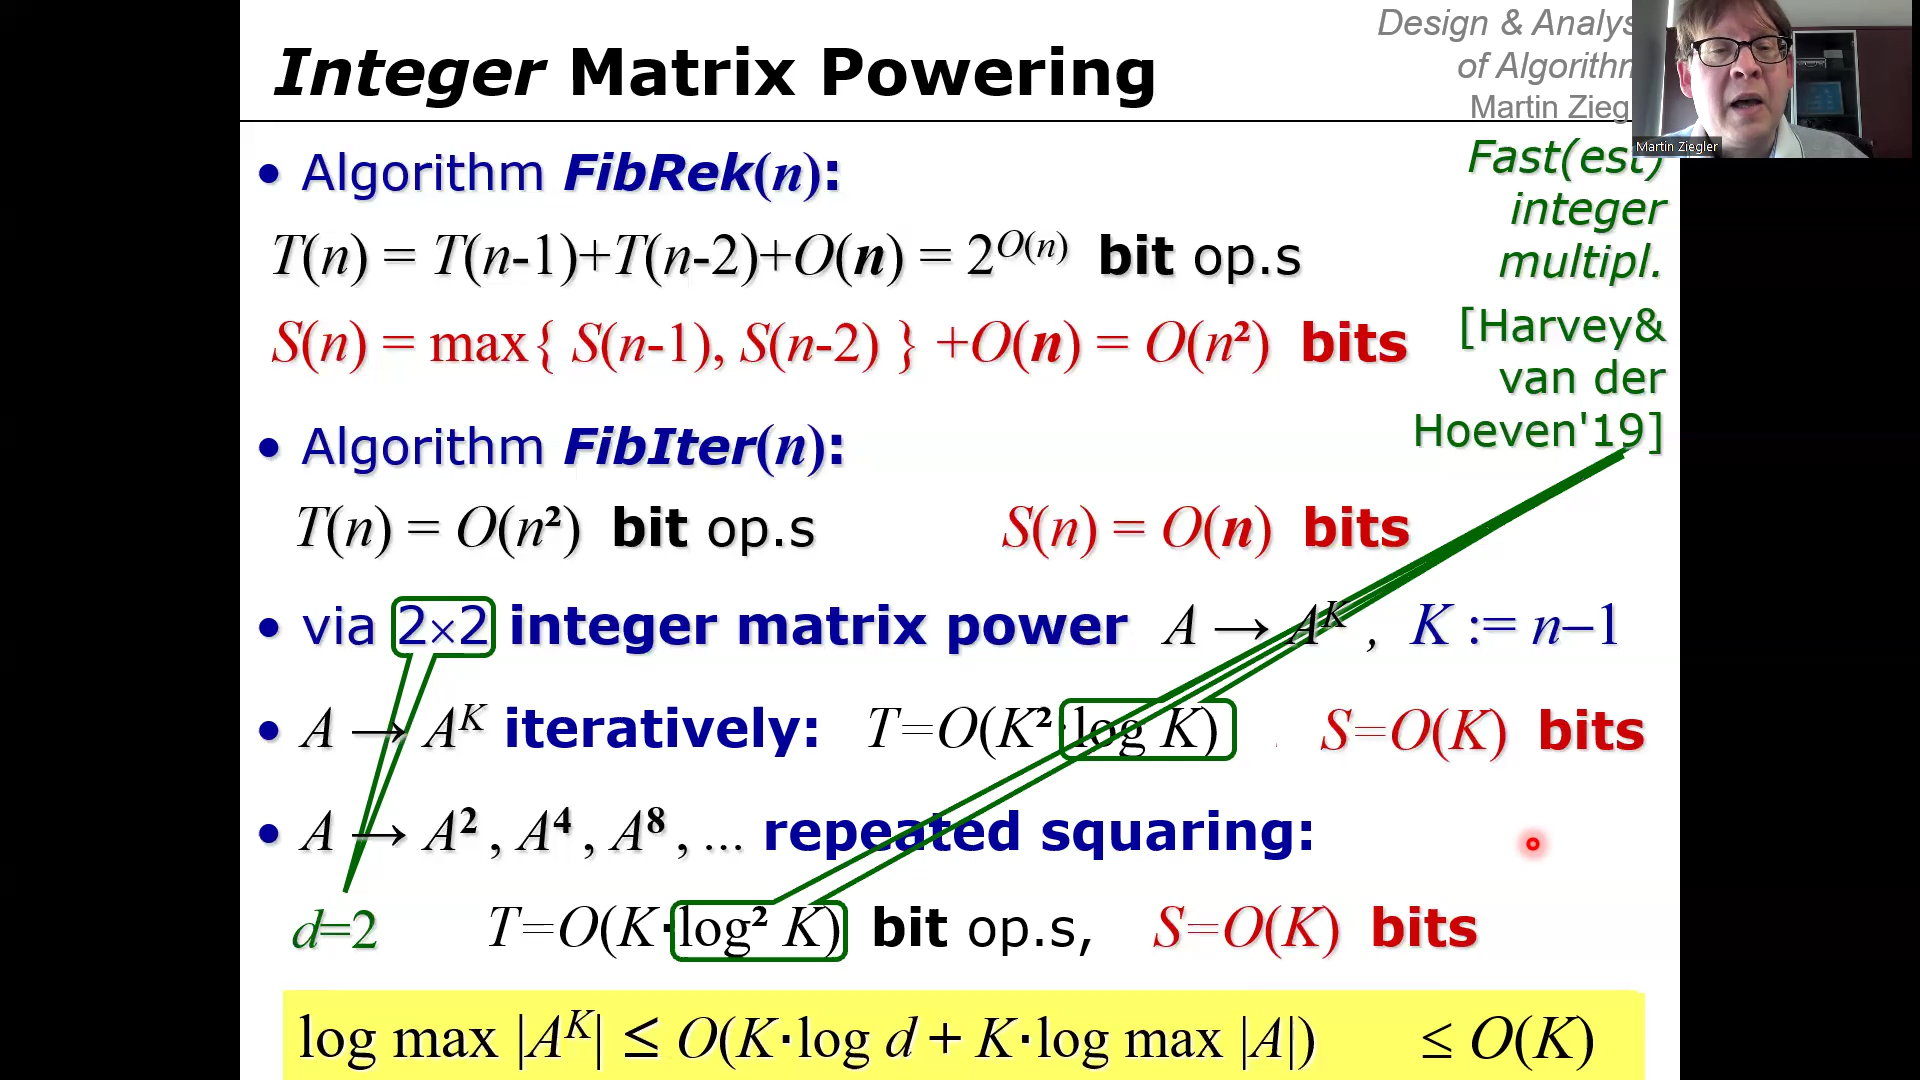 Integer Matrix Powering
Design & Analys
of Algorithn
Martin Zieg
Martin Ziegler
• Algorithm FibRek(n):
T(n) = T(n-1)+T(n-2)+O(n) = 2^O(n) bit op.s
S(n) = max{ S(n-1), S(n-2) } +O(n) = O(n²) bits
Fast(est)
integer
multipl.
[Harvey&
van der
Hoeven'19]
• Algorithm FibIter(n):
T(n) = O(n²) bit op.s S(n) = O(n) bits
• via 2×2 integer matrix power A → A^K , K := n–1
• A → A^K iteratively: T=O(K²·log K) S=O(K) bits
• A → A² , A⁴ , A⁸ , ... repeated squaring:
d=2 T=O(K·log² K) bit op.s, S=O(K) bits
log max |A^K| ≤ O(K·log d + K·log max |A|) ≤ O(K)